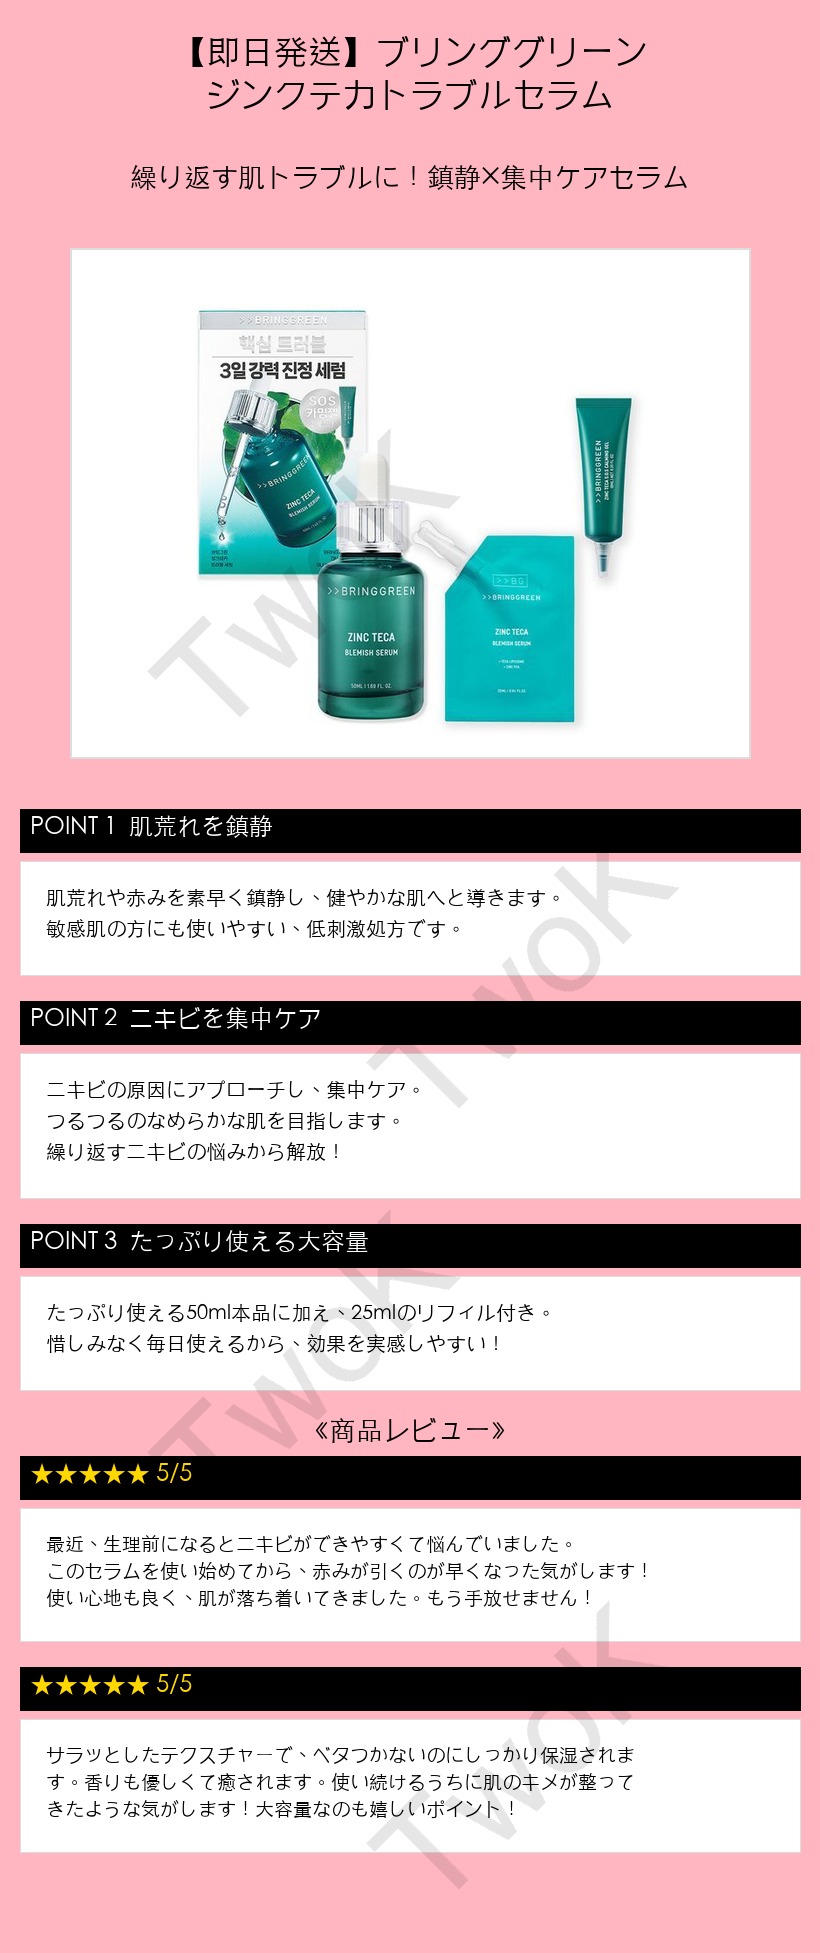 【即日発送】ブリンググリーン
ジンクテカトラブルセラム
繰り返す肌トラブルに！鎮静×集中ケアセラム
>>BRINGGREEN
핵심 트러블
3일 강력 진정 세럼
SOS
카밍젤
>>BRINGGREEN
ZINC TECA
BLEMISH SERUM
>>BRINGGREEN
ZINC TECA
BLEMISH SERUM
50ML | 1.69 FL. OZ.
>>BG
>>BRINGGREEN
ZINC TECA
BLEMISH SERUM
>>BRINGGREEN
ZINC TECA S.O.S CALMING GEL
TwoK
POINT 1 肌荒れを鎮静
肌荒れや赤みを素早く鎮静し、健やかな肌へと導きます。
敏感肌の方にも使いやすい、低刺激処方です。
TwoK
POINT 2 ニキビを集中ケア
ニキビの原因にアプローチし、集中ケア。
つるつるのなめらかな肌を目指します。
繰り返すニキビの悩みから解放！
POINT 3 たっぷり使える大容量
たっぷり使える50ml本品に加え、25mlのリフィル付き。
惜しみなく毎日使えるから、効果を実感しやすい！
TwoK
《商品レビュー》
★★★★★ 5/5
最近、生理前になるとニキビができやすくて悩んでいました。
このセラムを使い始めてから、赤みが引くのが早くなった気がします！
使い心地も良く、肌が落ち着いてきました。もう手放せません！
★★★★★ 5/5
サラッとしたテクスチャーで、ベタつかないのにしっかり保湿されま
す。香りも優しくて癒されます。使い続けるうちに肌のキメが整って
きたような気がします！大容量なのも嬉しいポイント！
TwoK